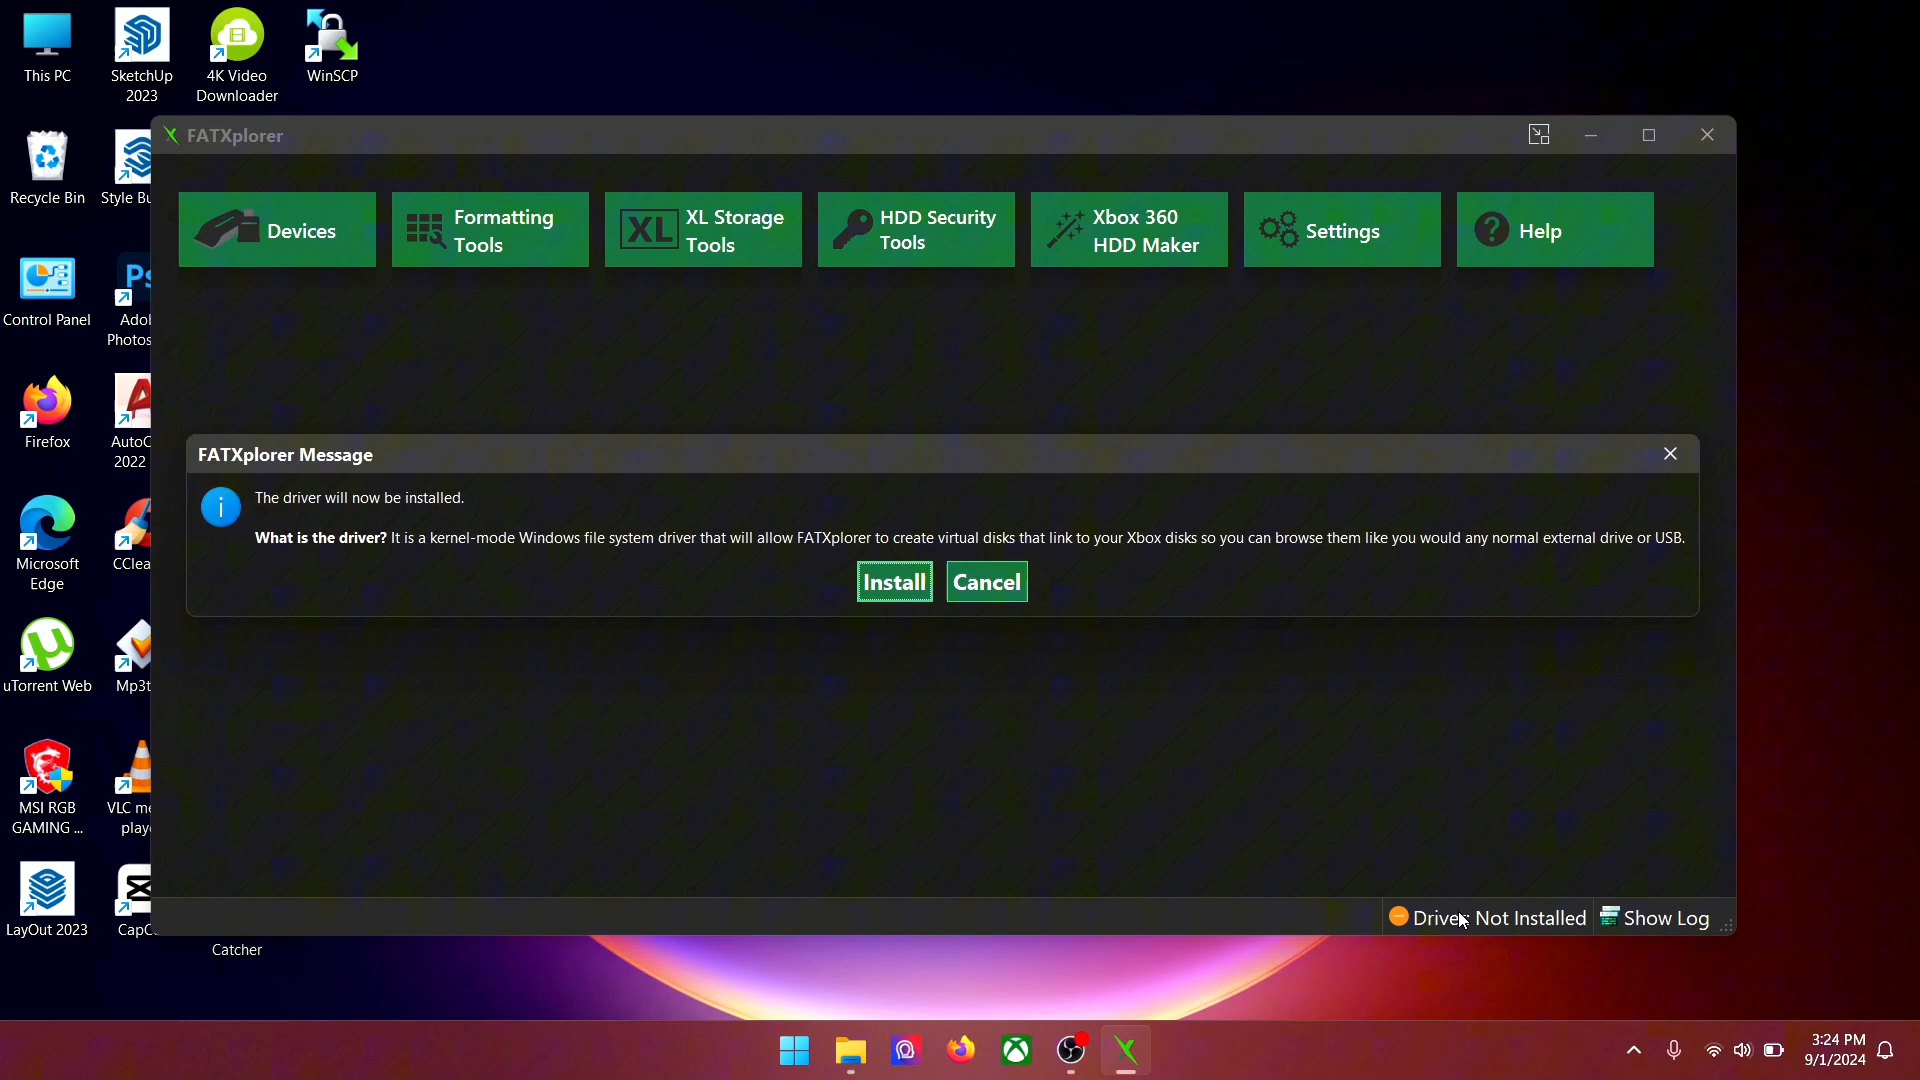 This PC
SketchUp
2023
4K Video
Downloader
WinSCP
FATXplorer
Recycle Bin
Style Bu
Devices
Formatting
Tools
XL
XL Storage
Tools
HDD Security
Tools
Xbox 360
HDD Maker
Settings
Help
Control Panel
Ps
Adob
Photos
Firefox
AutoC
2022
FATXplorer Message
The driver will now be installed.
What is the driver? It is a kernel-mode Windows file system driver that will allow FATXplorer to create virtual disks that link to your Xbox disks so you can browse them like you would any normal external drive or USB.
Install
Cancel
Microsoft
Edge
CClea
uTorrent Web
Mp3t
MSI RGB
GAMING ...
VLC me
playe
LayOut 2023
CapC
Catcher
Driver Not Installed
Show Log
3:24 PM
9/1/2024